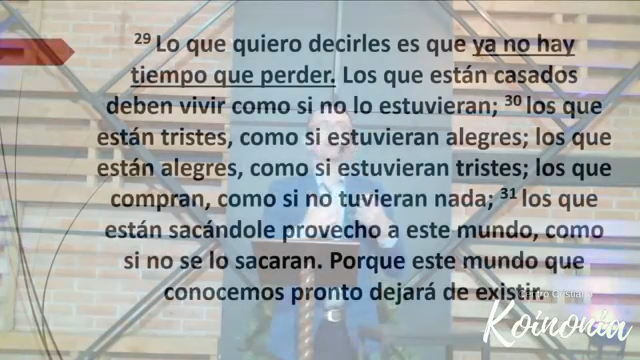 29 Lo que quiero decirles es que ya no hay
tiempo que perder. Los que están casados
deben vivir como si no lo estuvieran; 30 los que
están tristes, como si estuvieran alegres; los que
están alegres, como si estuvieran tristes; los que
compran, como si no tuvieran nada; 31 los que
están sacándole provecho a este mundo, como
si no se lo sacaran. Porque este mundo que
conocemos pronto dejará de existir.
Centro Cristiano
Koinonia